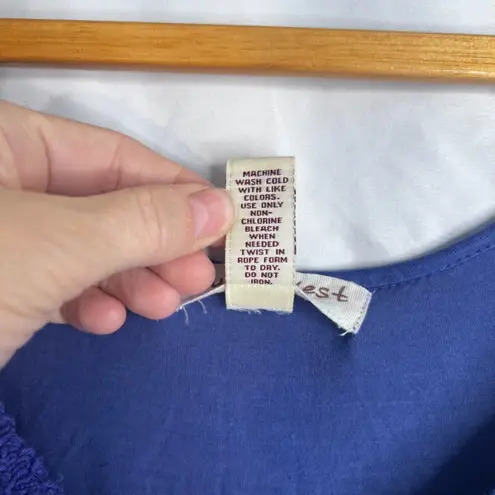 MACHINE
WASH COLD
WITH LIKE
COLORS.
USE ONLY
NON-
CHLORINE
BLEACH
WHEN
NEEDED
TWIST IN
ROPE FORM
TO DRY.
DO NOT
IRON.
est